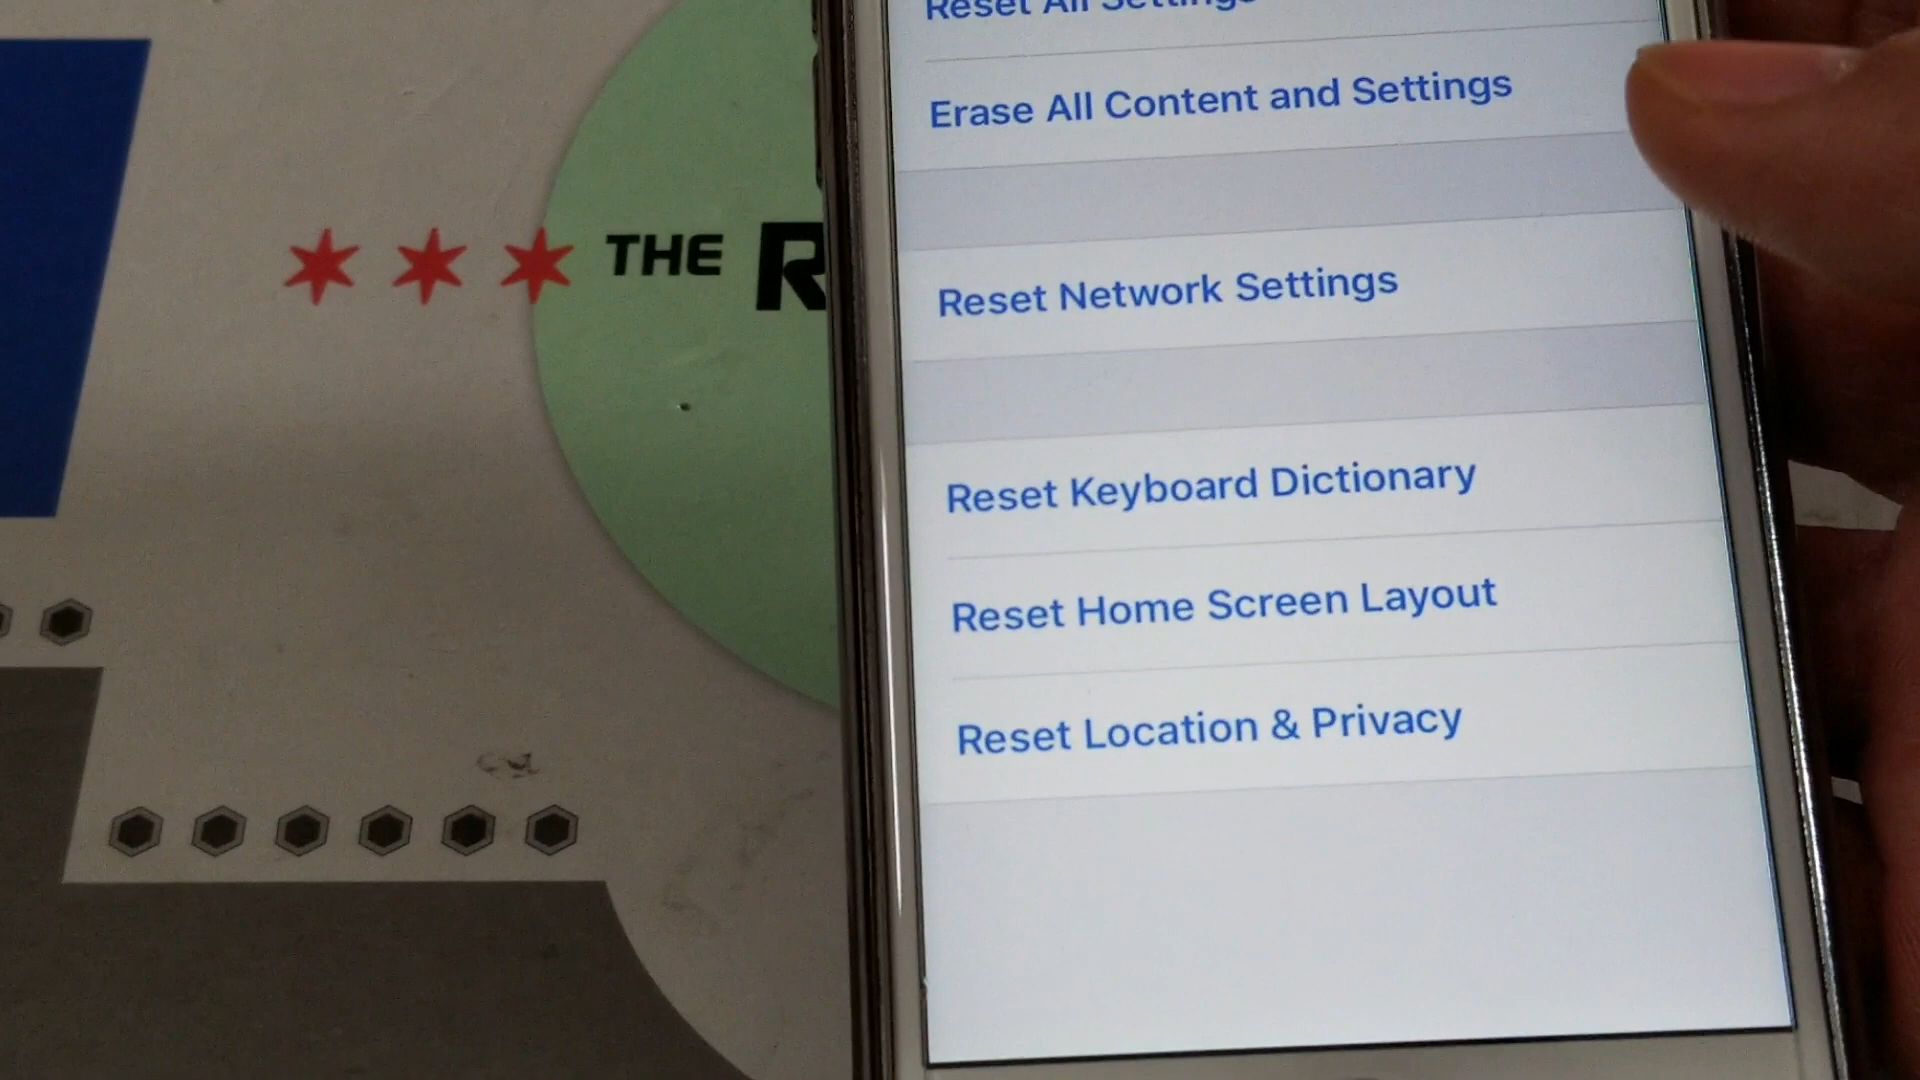 Reset All Settings
Erase All Content and Settings
THE R
Reset Network Settings
Reset Keyboard Dictionary
Reset Home Screen Layout
Reset Location & Privacy